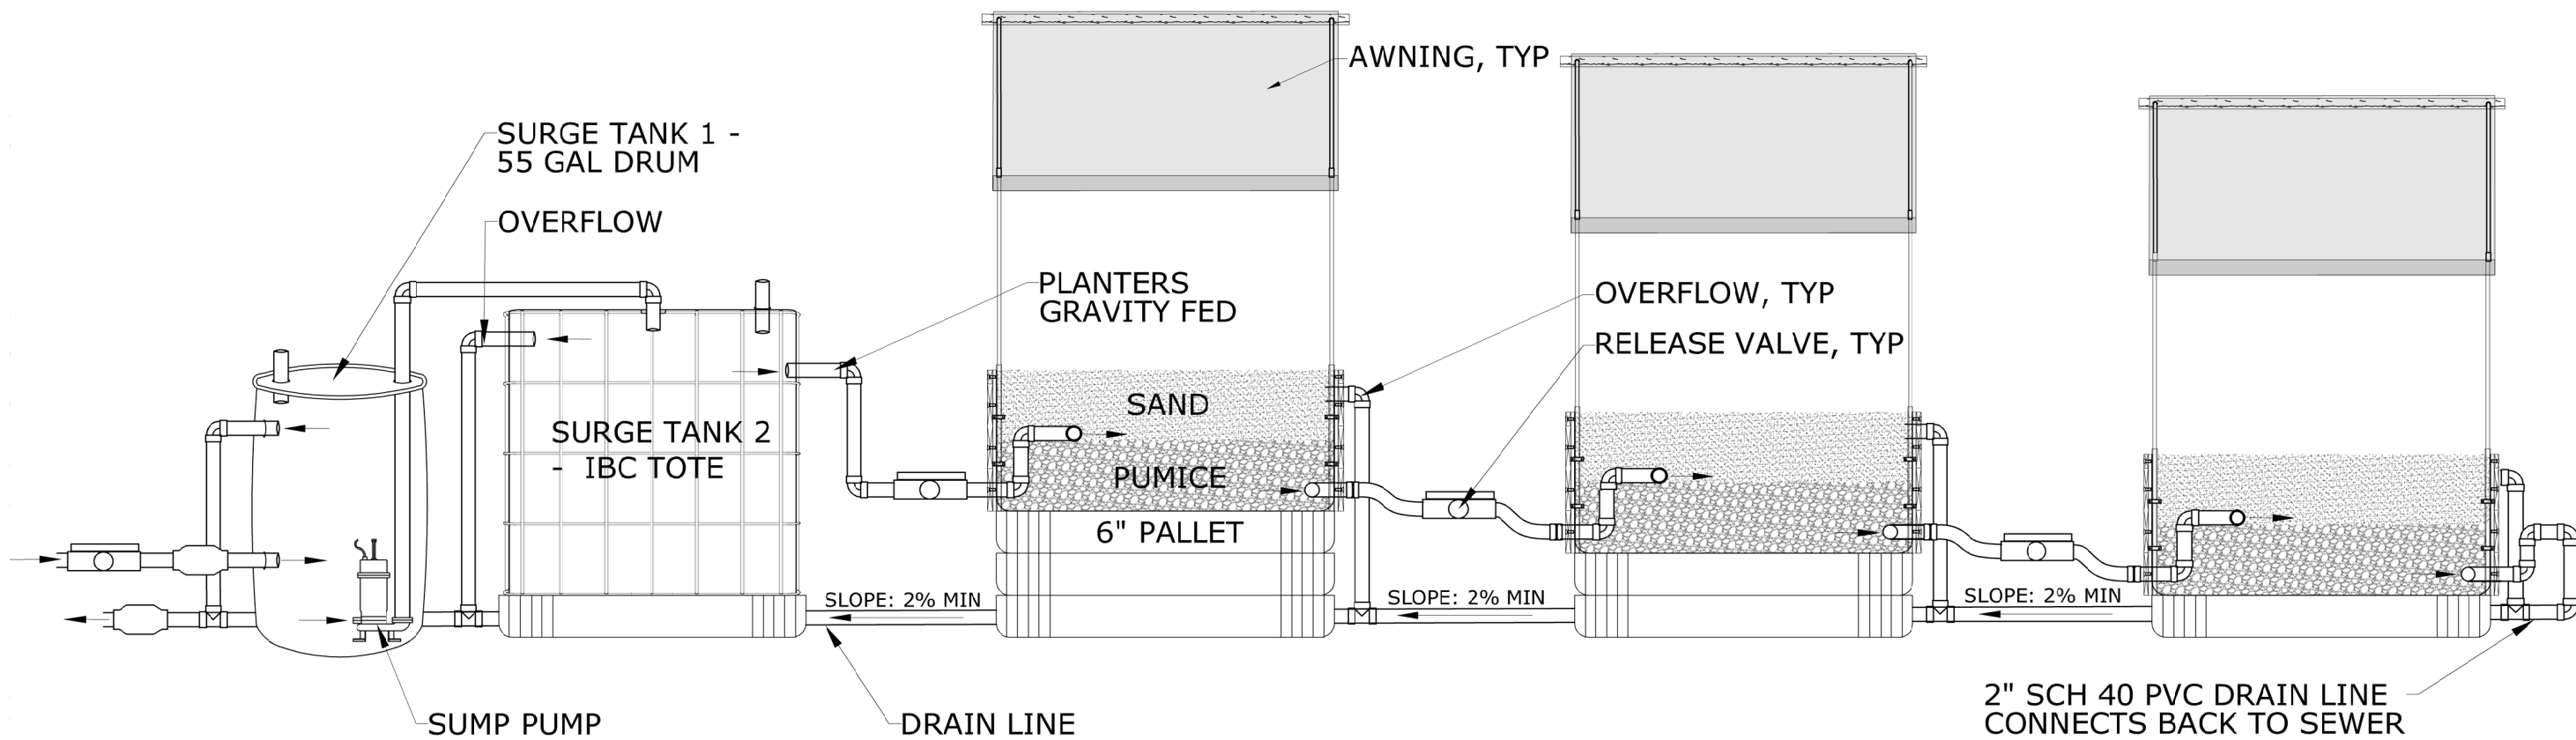 AWNING, TYP
SURGE TANK 1 -
55 GAL DRUM
OVERFLOW
PLANTERS
GRAVITY FED
OVERFLOW, TYP
RELEASE VALVE, TYP
SAND
SURGE TANK 2
- IBC TOTE
PUMICE
6" PALLET
SLOPE: 2% MIN
SLOPE: 2% MIN
SLOPE: 2% MIN
SUMP PUMP
DRAIN LINE
2" SCH 40 PVC DRAIN LINE
CONNECTS BACK TO SEWER